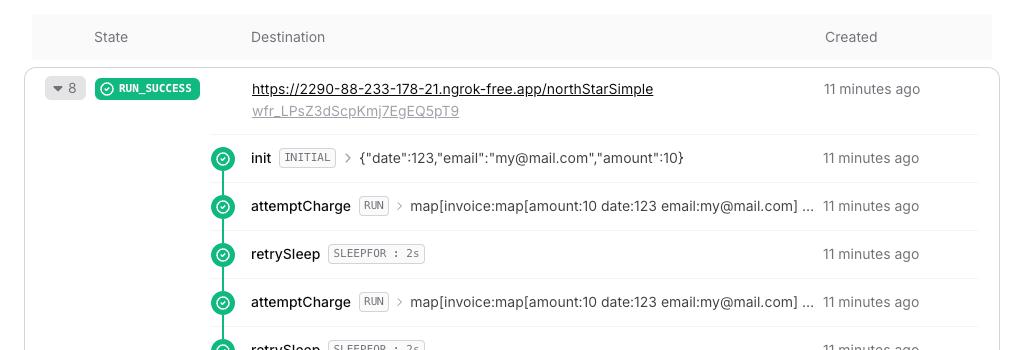 State Destination Created
8 RUN_SUCCESS https://2290-88-233-178-21.ngrok-free.app/northStarSimple 11 minutes ago
wfr_LPsZ3dScpKmj7EgEQ5pT9
init INITIAL > {"date":123,"email":"my@mail.com","amount":10} 11 minutes ago
attemptCharge RUN > map[invoice:map[amount:10 date:123 email:my@mail.com] ... 11 minutes ago
retrySleep SLEEPFOR : 2s 11 minutes ago
attemptCharge RUN > map[invoice:map[amount:10 date:123 email:my@mail.com] ... 11 minutes ago
retrySleep SLEEPFOR : 2s 11 minutes ago